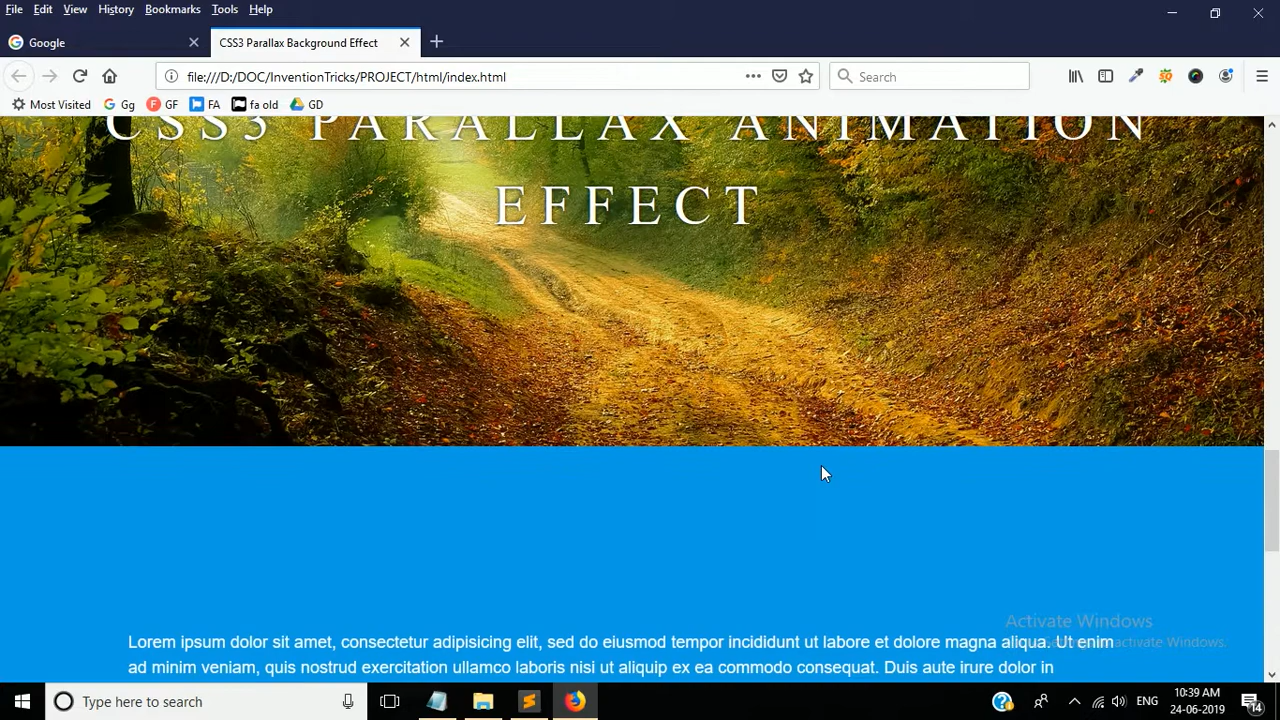 File Edit View History Bookmarks Tools Help
Google
CSS3 Parallax Background Effect
file:///D:/DOC/InventionTricks/PROJECT/html/index.html
Search
Most Visited Gg GF FA fa old GD
CSS3 PARALLAX ANIMATION
EFFECT
Activate Windows
Lorem ipsum dolor sit amet, consectetur adipisicing elit, sed do eiusmod tempor incididunt ut labore et dolore magna aliqua. Ut enim
activate Windows.
ad minim veniam, quis nostrud exercitation ullamco laboris nisi ut aliquip ex ea commodo consequat. Duis aute irure dolor in
Type here to search
ENG
10:39 AM
24-06-2019
14